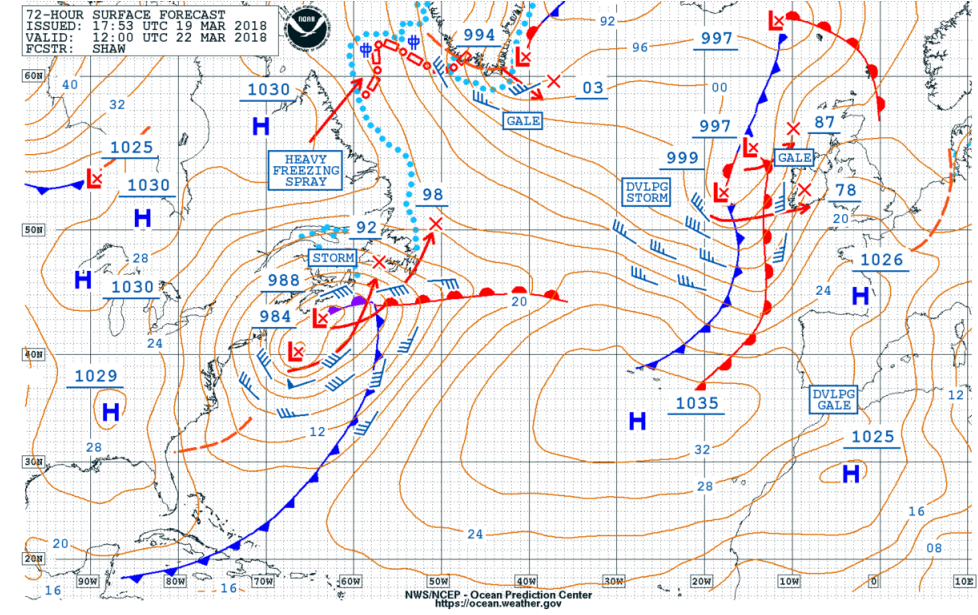 72-HOUR SURFACE FORECAST
ISSUED: 17:53 UTC 19 MAR 2018
VALID: 12:00 UTC 22 MAR 2018
FCSTR: SHAW
NOAA
994
92
96
997
L
L
60N
40
32
1030
H
03
00
GALE
997
87
1025
L
HEAVY
FREEZING
SPRAY
999
L
GALE
1030
H
DVLPG
STORM
L
78
98
20
50N
92
28
STORM
1026
H
1030
988
H
24
984
L
20
24
40N
L
1029
H
DVLPG
GALE
12
1035
H
12
28
1025
H
30N
32
28
16
24
08
20
20N
16
16
90W
80W
70W
60W
50W
40W
30W
20W
10W
0
10E
NWS/NCEP - Ocean Prediction Center
https://ocean.weather.gov